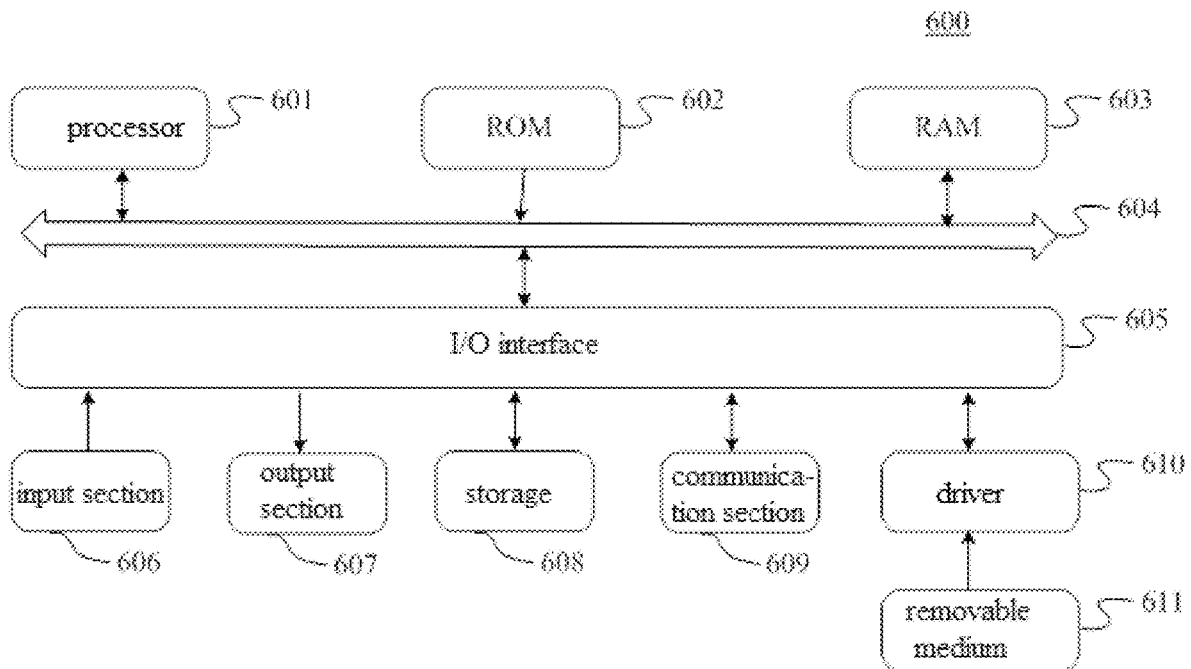 600
processor 601
ROM 602
RAM 603
604
I/O interface 605
input section
output
section
storage
communica-
tion section
driver 610
606
607
608
609
removable
medium
611